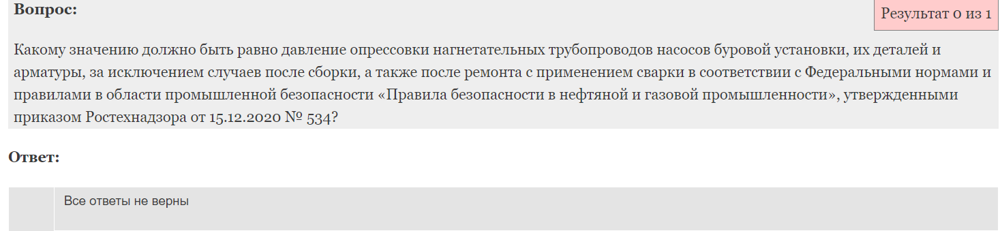 Вопрос:
Результат 0 из 1
Какому значению должно быть равно давление опрессовки нагнетательных трубопроводов насосов буровой установки, их деталей и
арматуры, за исключением случаев после сборки, а также после ремонта с применением сварки в соответствии с Федеральными нормами и
правилами в области промышленной безопасности «Правила безопасности в нефтяной и газовой промышленности», утвержденными
приказом Ростехнадзора от 15.12.2020 № 534?
Ответ:
Все ответы не верны